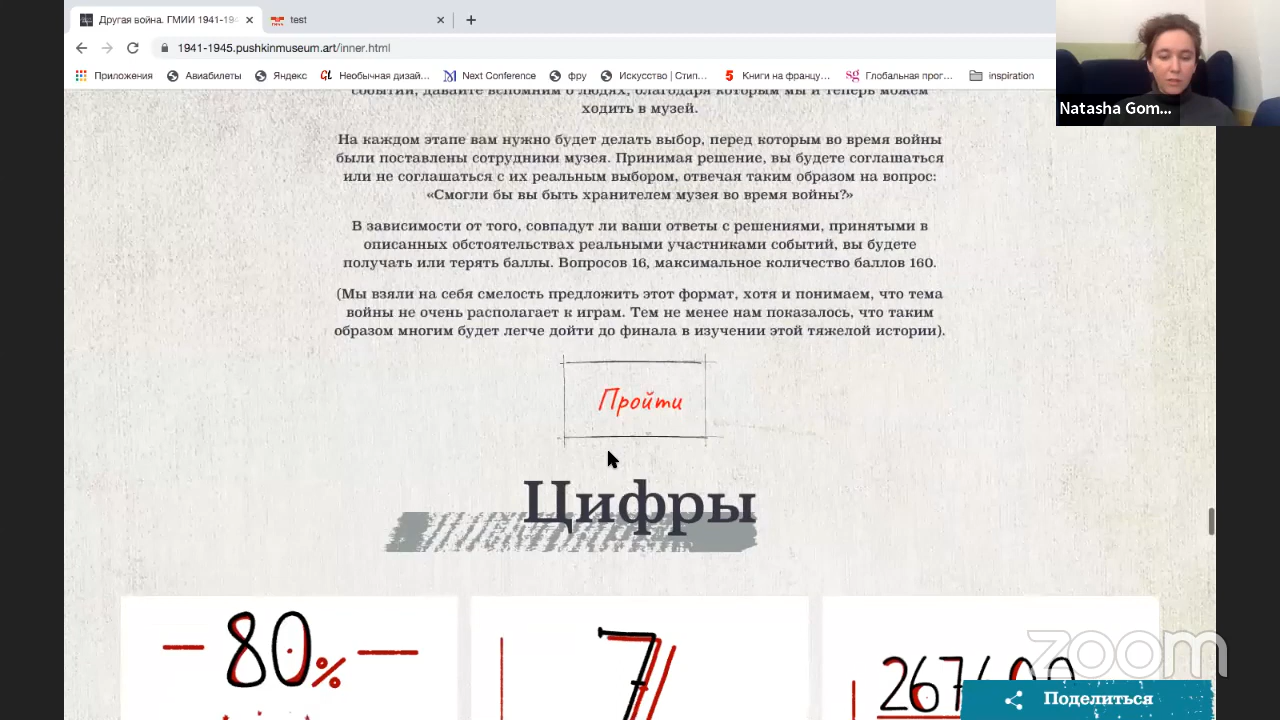 Другая война. ГМИИ 1941-194
test
1941-1945.pushkinmuseum.art/inner.html
Приложения
Авиабилеты
Яндекс
Необычная дизай...
Next Conference
фру
Искусство | Стип...
Книги на францу...
Глобальная прог...
inspiration
Natasha Gom...
событий, давайте вспомним о людях, благодаря которым мы и теперь можем
ходить в музей.
На каждом этапе вам нужно будет делать выбор, перед которым во время войны
были поставлены сотрудники музея. Принимая решение, вы будете соглашаться
или не соглашаться с их реальным выбором, отвечая таким образом на вопрос:
«Смогли бы вы быть хранителем музея во время войны?»
В зависимости от того, совпадут ли ваши ответы с решениями, принятыми в
описанных обстоятельствах реальными участниками событий, вы будете
получать или терять баллы. Вопросов 16, максимальное количество баллов 160.
(Мы взяли на себя смелость предложить этот формат, хотя и понимаем, что тема
войны не очень располагает к играм. Тем не менее нам показалось, что таким
образом многим будет легче дойти до финала в изучении этой тяжелой истории).
Пройти
Цифры
80%
7
zoom
Поделиться